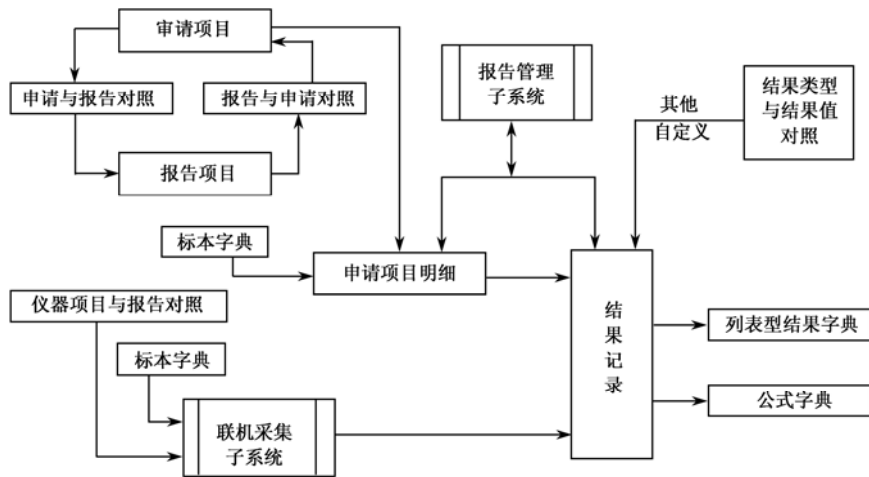 审请项目
申请与报告对照
报告与申请对照
报告项目
报告管理
子系统
其他
自定义
结果类型
与结果值
对照
标本字典
申请项目明细
仪器项目与报告对照
标本字典
联机采集
子系统
结
果
记
录
列表型结果字典
公式字典